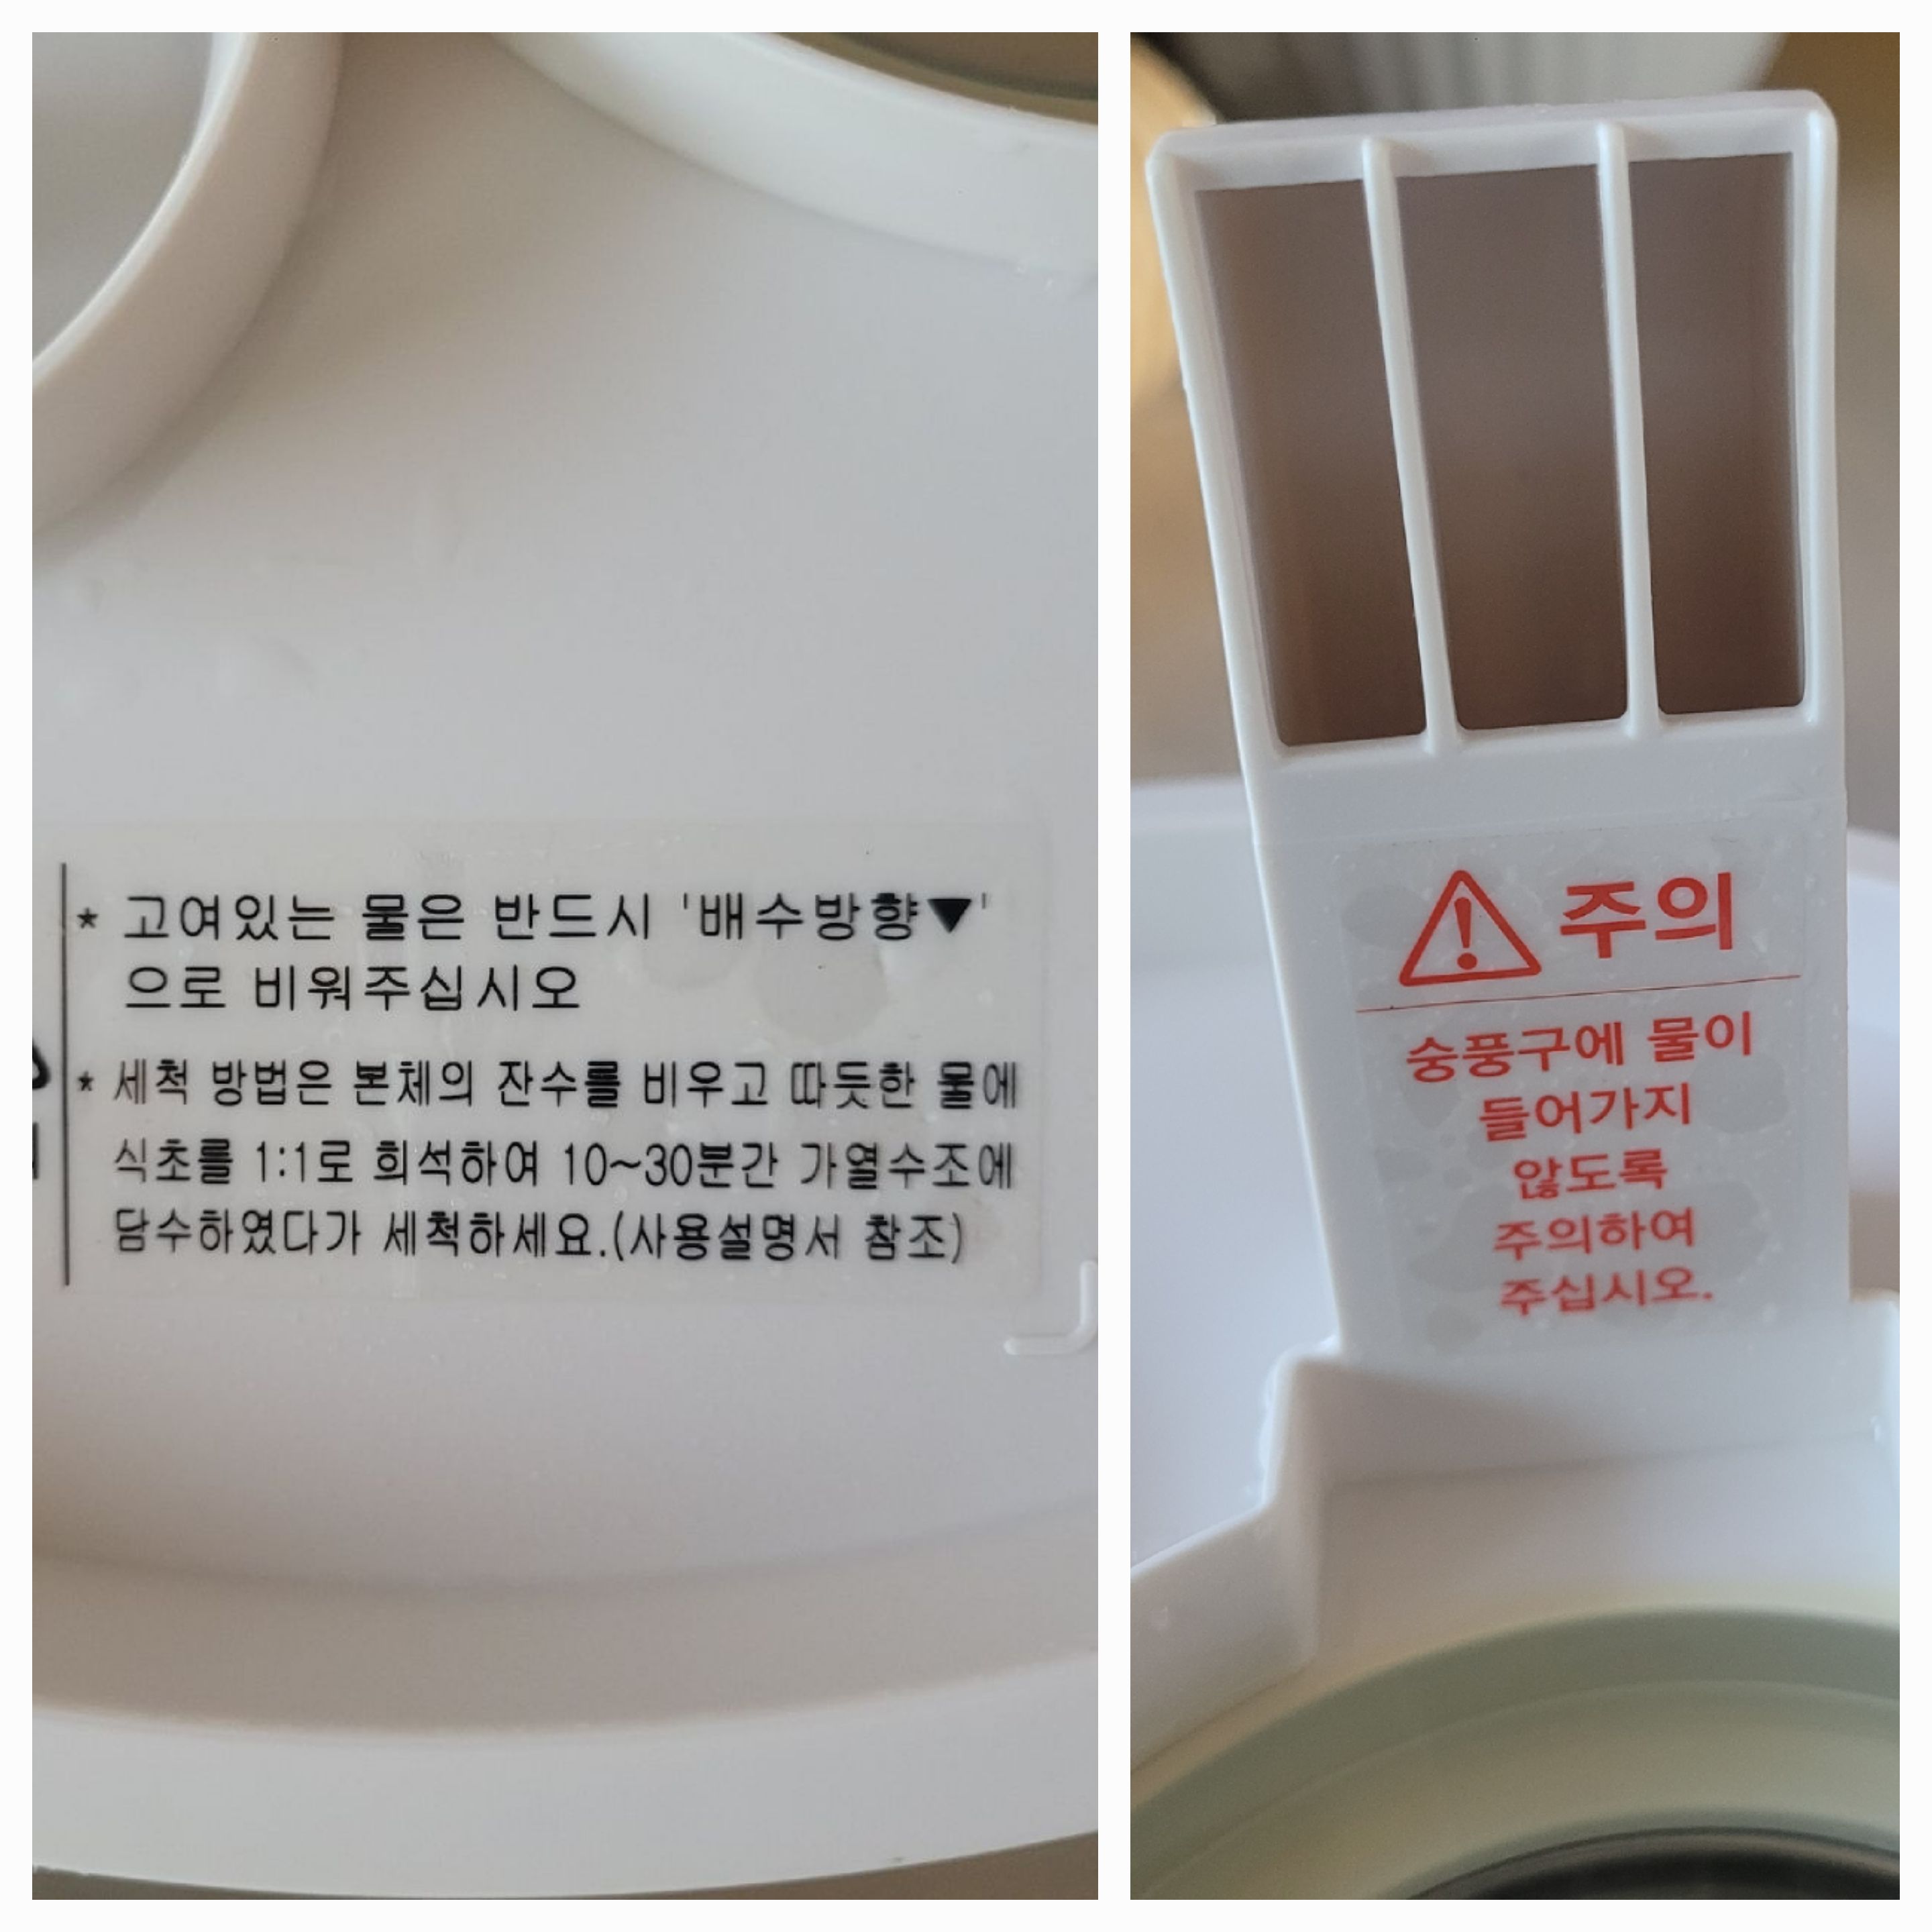 * 고여있는 물은 반드시 '배수방향▼'
으로 비워주십시오
* 세척 방법은 본체의 잔수를 비우고 따듯한 물에
식초를 1:1로 희석하여 10~30분간 가열수조에
담수하였다가 세척하세요.(사용설명서 참조)
주의
숭풍구에 물이
들어가지
않도록
주의하여
주십시오.